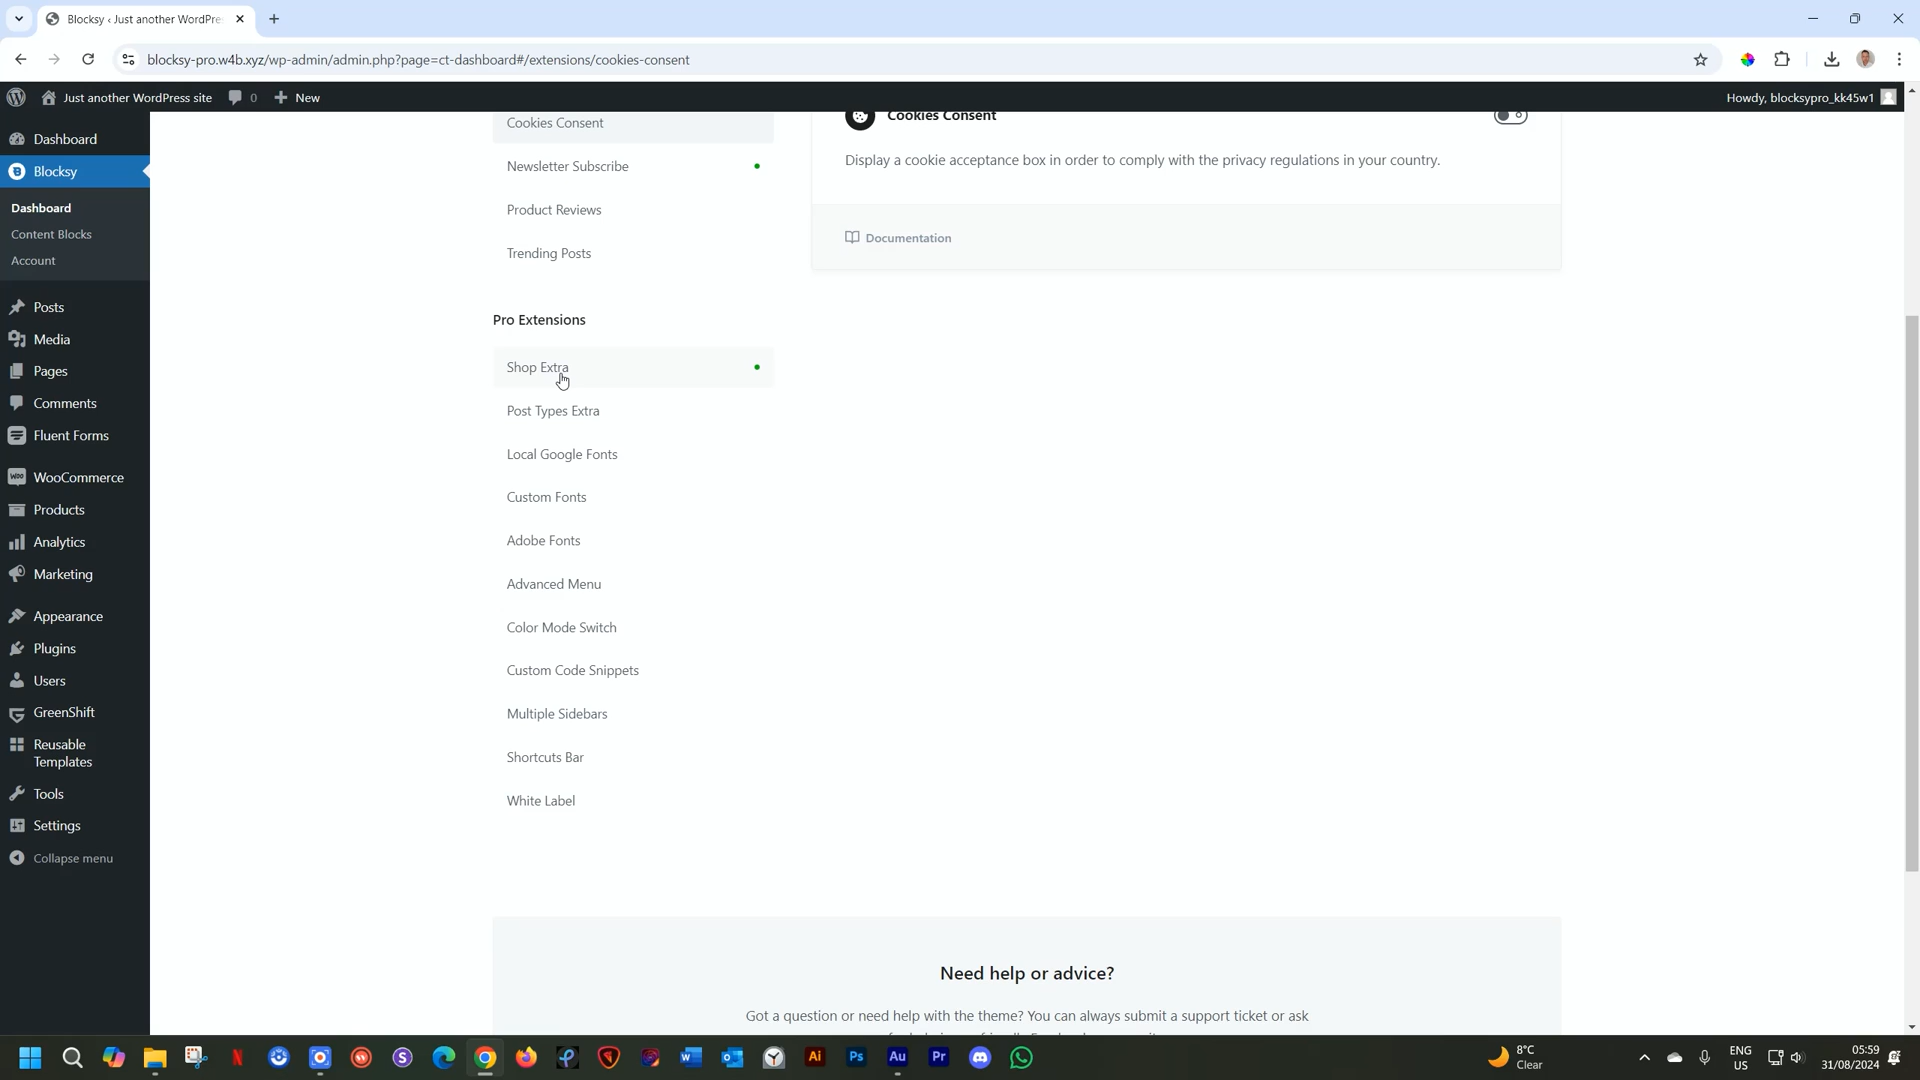 Blocksy ‹ Just another WordPre
blocksy-pro.w4b.xyz/wp-admin/admin.php?page=ct-dashboard#/extensions/cookies-consent
Just another WordPress site
0
New
Howdy, blocksypro_kk45w1
Dashboard
Blocksy
Dashboard
Content Blocks
Account
Posts
Media
Pages
Comments
Fluent Forms
WooCommerce
Products
Analytics
Marketing
Appearance
Plugins
Users
GreenShift
Reusable
Templates
Tools
Settings
Collapse menu
Cookies Consent
Newsletter Subscribe
Product Reviews
Trending Posts
Pro Extensions
Shop Extra
Post Types Extra
Local Google Fonts
Custom Fonts
Adobe Fonts
Advanced Menu
Color Mode Switch
Custom Code Snippets
Multiple Sidebars
Shortcuts Bar
White Label
Cookies Consent
Display a cookie acceptance box in order to comply with the privacy regulations in your country.
Documentation
Need help or advice?
Got a question or need help with the theme? You can always submit a support ticket or ask
8°C
Clear
ENG
US
05:59
31/08/2024